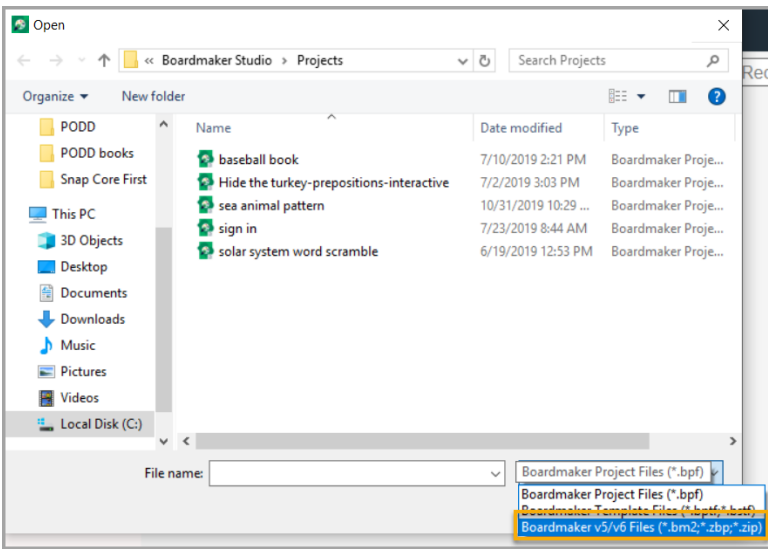 Open
« Boardmaker Studio > Projects
Search Projects
Rec
Organize
New folder
?
PODD
PODD books
Snap Core First
This PC
3D Objects
Desktop
Documents
Downloads
Music
Pictures
Videos
Local Disk (C:)
Name Date modified Type
baseball book 7/10/2019 2:21 PM Boardmaker Proje...
Hide the turkey-prepositions-interactive 7/2/2019 3:03 PM Boardmaker Proje...
sea animal pattern 10/31/2019 10:29 ... Boardmaker Proje...
sign in 7/23/2019 8:44 AM Boardmaker Proje...
solar system word scramble 6/19/2019 12:53 PM Boardmaker Proje...
File name:
Boardmaker Project Files (*.bpf)
Boardmaker Project Files (*.bpf)
Boardmaker Template Files (*.bptf;*.bstf)
Boardmaker v5/v6 Files (*.bm2;*.zbp;*.zip)